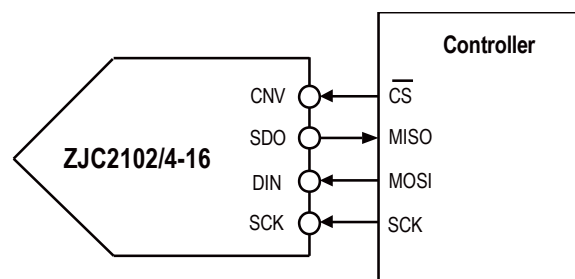 Controller
CNV
CS
SDO
MISO
ZJC2102/4-16
DIN
MOSI
SCK
SCK